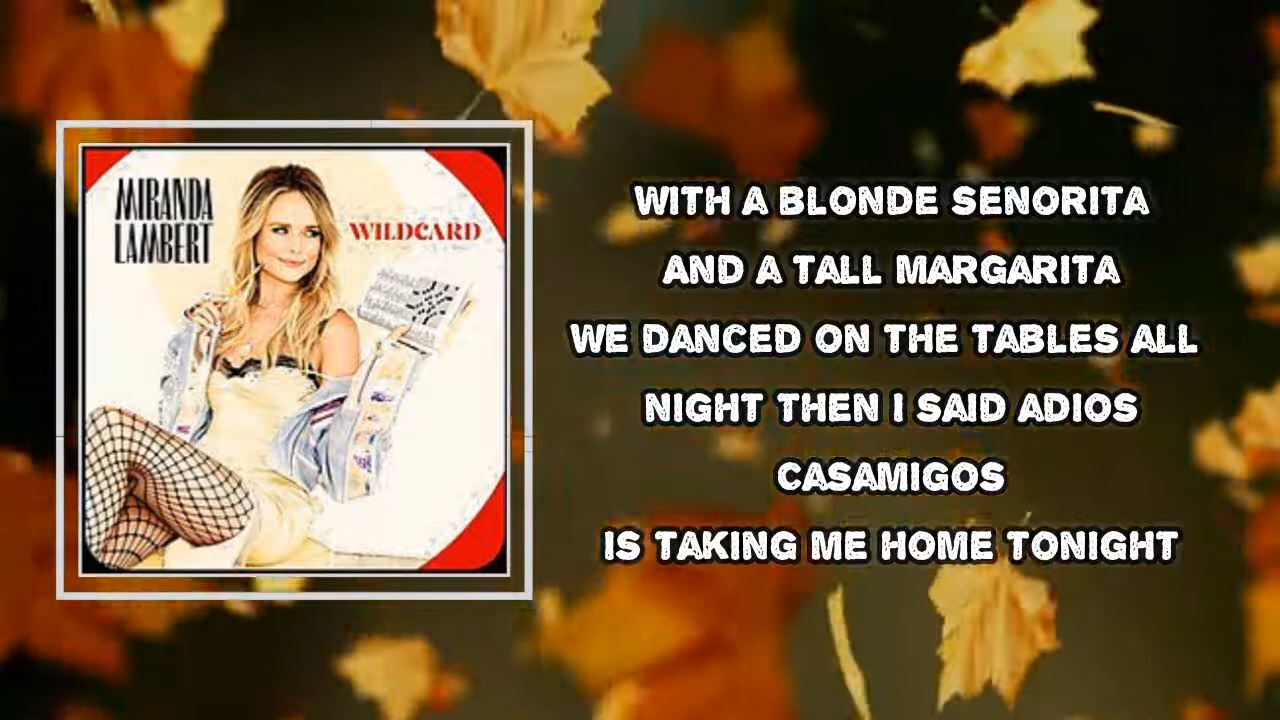 MIRANDA
LAMBERT
WILDCARD
WITH A BLONDE SENORITA
AND A TALL MARGARITA
WE DANCED ON THE TABLES ALL
NIGHT THEN I SAID ADIOS
CASAMIGOS
IS TAKING ME HOME TONIGHT